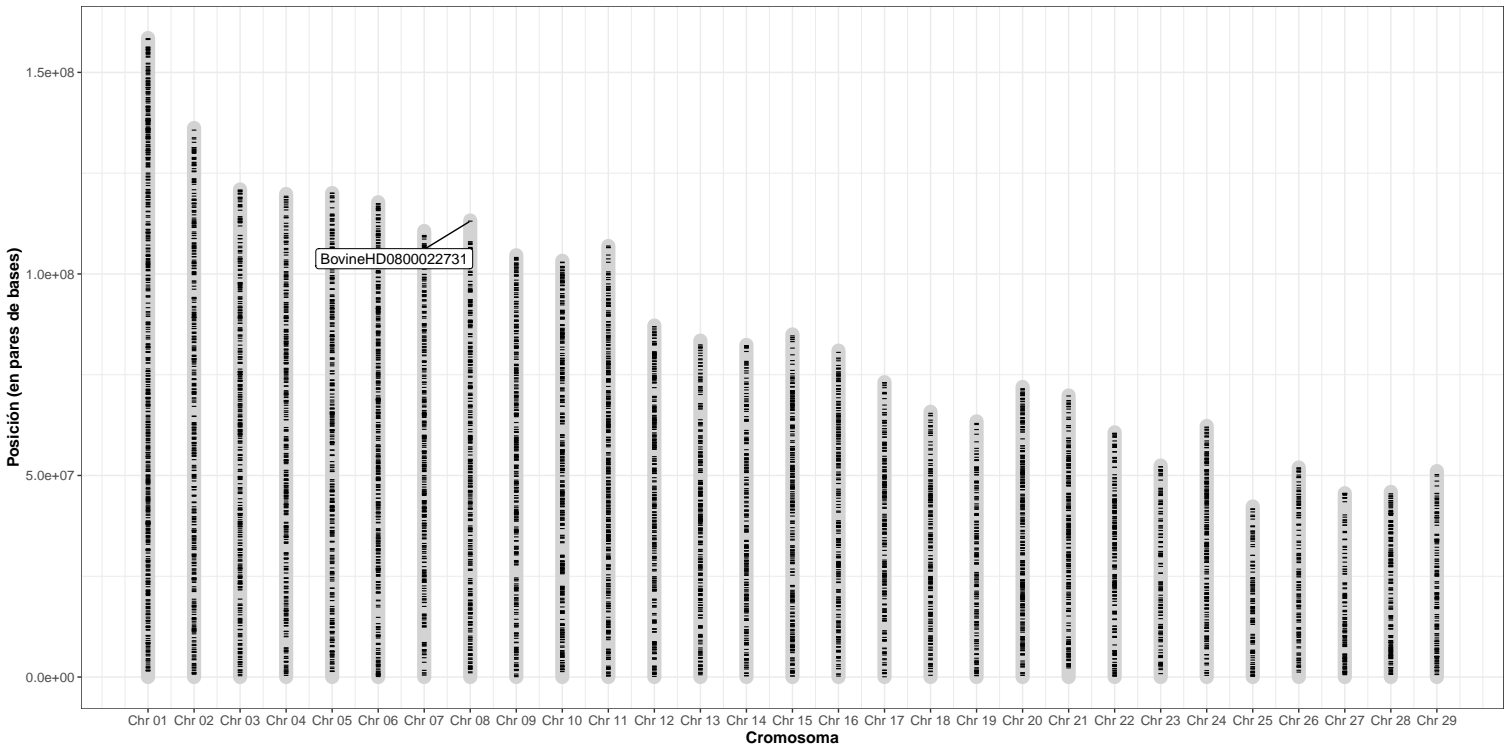 Posición (en pares de bases)
1.5e+08
1.0e+08
5.0e+07
0.0e+00
BovineHD0800022731
Chr 01 Chr 02 Chr 03 Chr 04 Chr 05 Chr 06 Chr 07 Chr 08 Chr 09 Chr 10 Chr 11 Chr 12 Chr 13 Chr 14 Chr 15 Chr 16 Chr 17 Chr 18 Chr 19 Chr 20 Chr 21 Chr 22 Chr 23 Chr 24 Chr 25 Chr 26 Chr 27 Chr 28 Chr 29
Cromosoma